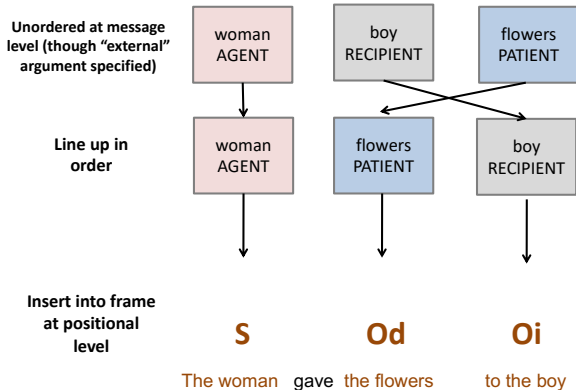 Unordered at message
level (though “external”
argument specified)
woman
AGENT
boy
RECIPIENT
flowers
PATIENT
Line up in
order
woman
AGENT
flowers
PATIENT
boy
RECIPIENT
Insert into frame
at positional
level
S Od Oi
The woman gave the flowers to the boy